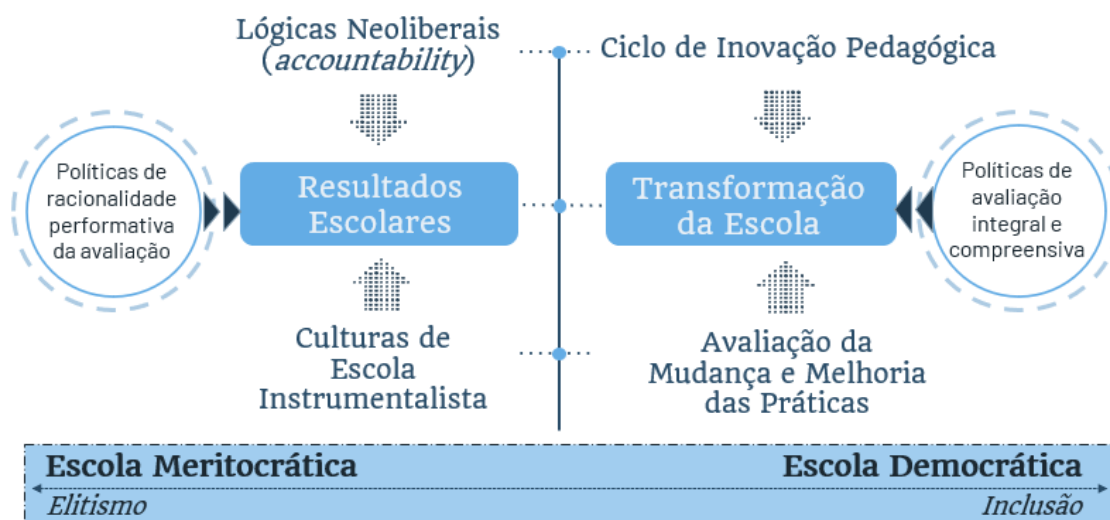 Lógicas Neoliberais
(accountability)
Ciclo de Inovação Pedagógica
Políticas de
racionalidade
performativa
da avaliação
Resultados
Escolares
Transformação
da Escola
Políticas de
avaliação
integral e
compreensiva
Culturas de
Escola
Instrumentalista
Avaliação da
Mudança e Melhoria
das Práticas
Escola Meritocrática
Escola Democrática
Elitismo
Inclusão